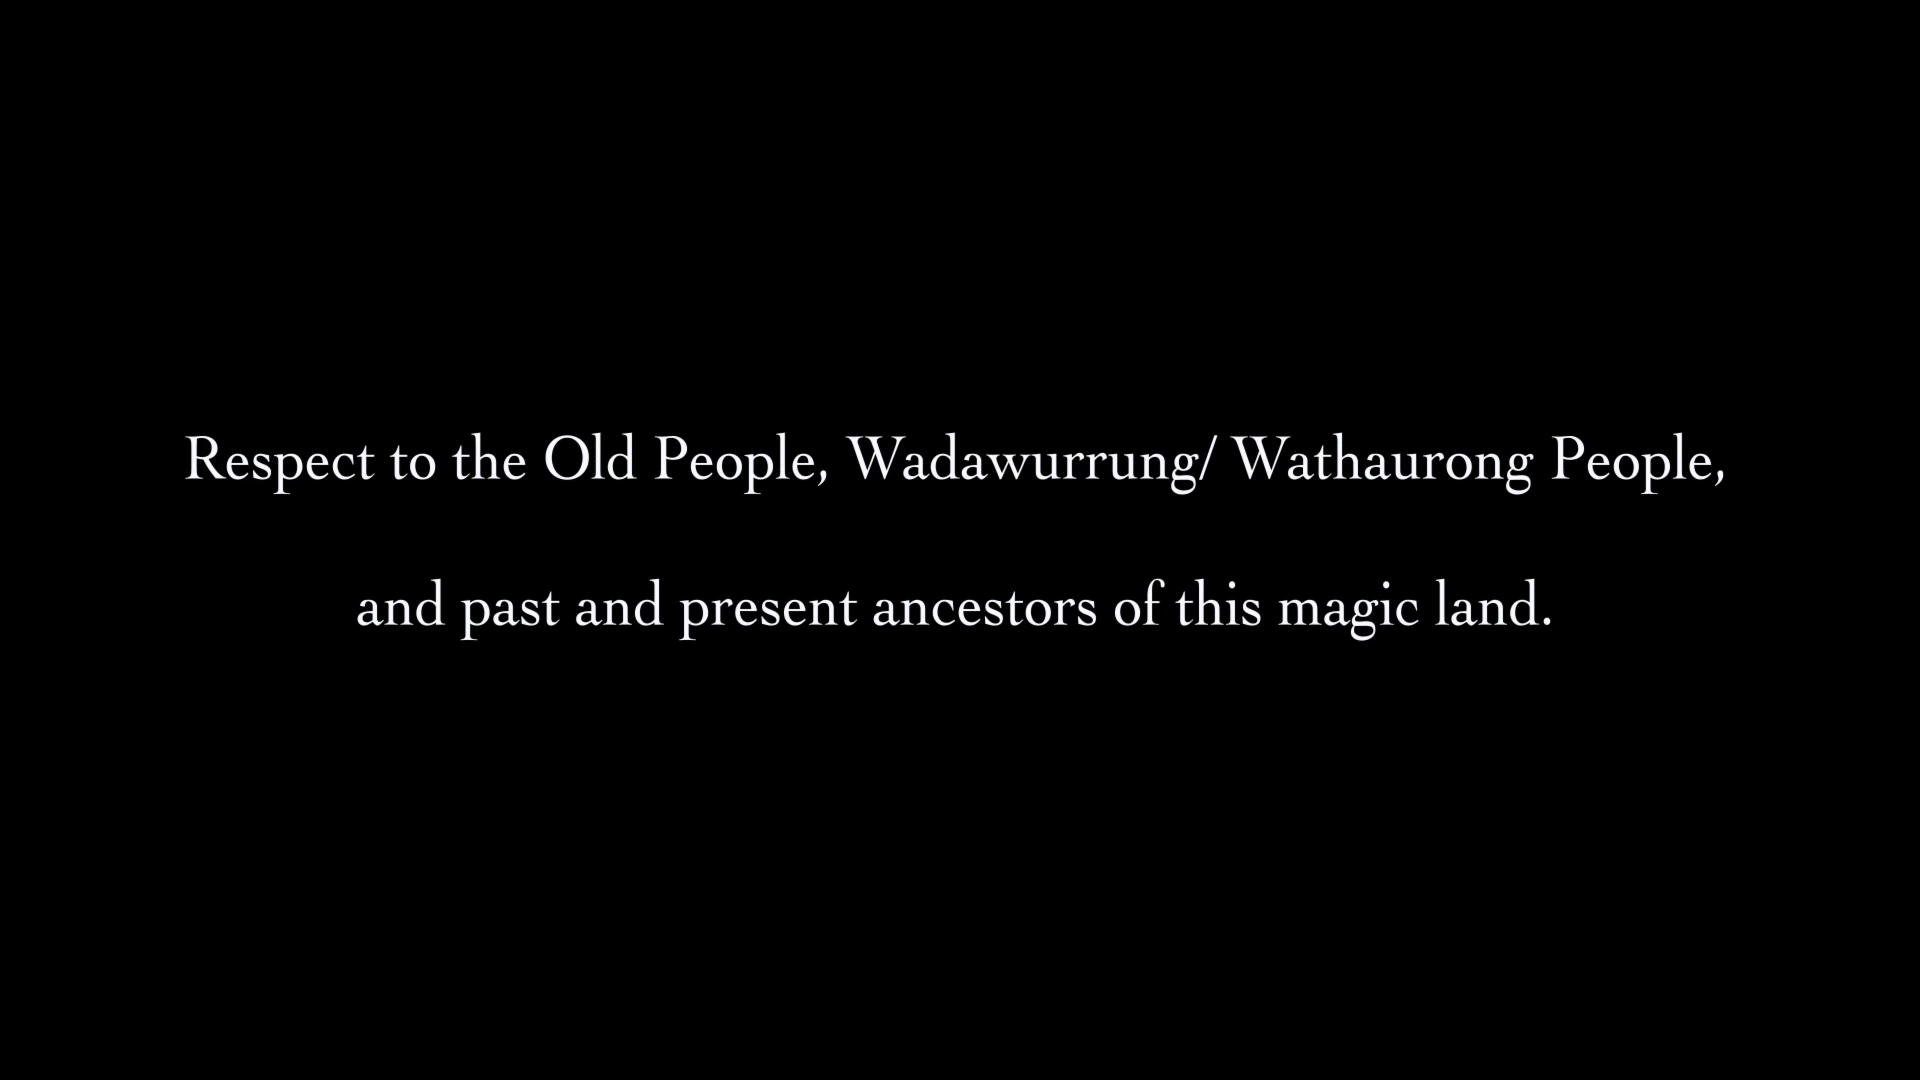 Respect to the Old People, Wadawurrung/ Wathaurong People,
and past and present ancestors of this magic land.